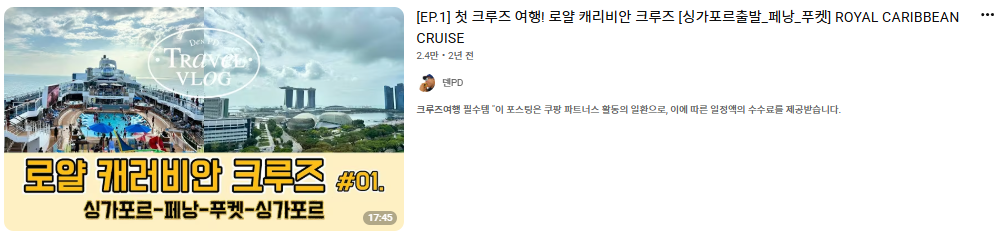 TRAVEL
VLOG
로얄 캐러비안 크루즈 #01.
싱가포르-페낭-푸켓-싱가포르
17:45
[EP.1] 첫 크루즈 여행! 로얄 캐리비안 크루즈 [싱가포르출발_페낭_푸켓] ROYAL CARIBBEAN
CRUISE
2.4만 • 2년 전
덴PD
크루즈여행 필수템 "이 포스팅은 쿠팡 파트너스 활동의 일환으로, 이에 따른 일정액의 수수료를 제공받습니다.